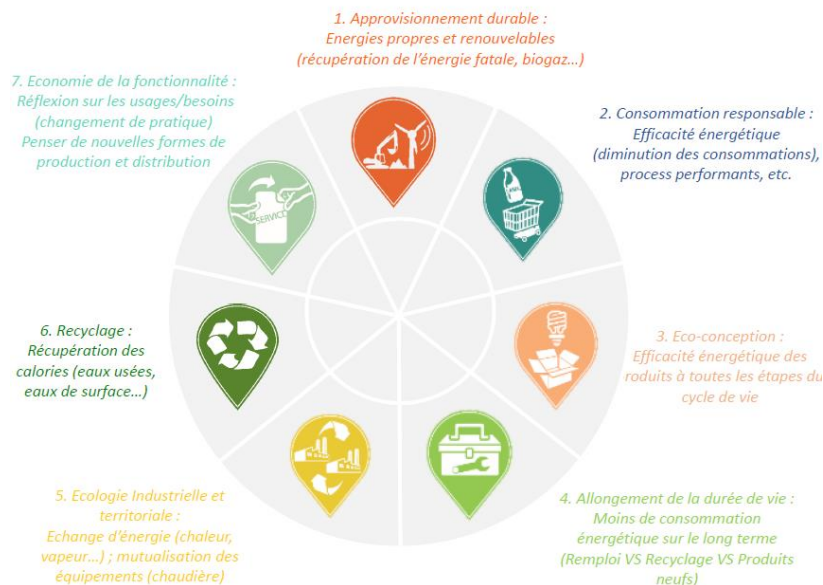 1. Approvisionnement durable :
Energies propres et renouvelables
(récupération de l'énergie fatale, biogaz...)
2. Consommation responsable :
Efficacité énergétique
(diminution des consommations),
process performants, etc.
3. Eco-conception :
Efficacité énergétique des
roduits à toutes les étapes du
cycle de vie
4. Allongement de la durée de vie :
Moins de consommation
énergétique sur le long terme
(Remploi VS Recyclage VS Produits
neufs)
5. Ecologie Industrielle et
territoriale :
Echange d'énergie (chaleur,
vapeur...) ; mutualisation des
équipements (chaudière)
6. Recyclage :
Récupération des
calories (eaux usées,
eaux de surface...)
7. Economie de la fonctionnalité :
Réflexion sur les usages/besoins
(changement de pratique)
Penser de nouvelles formes de
production et distribution
SERVICE